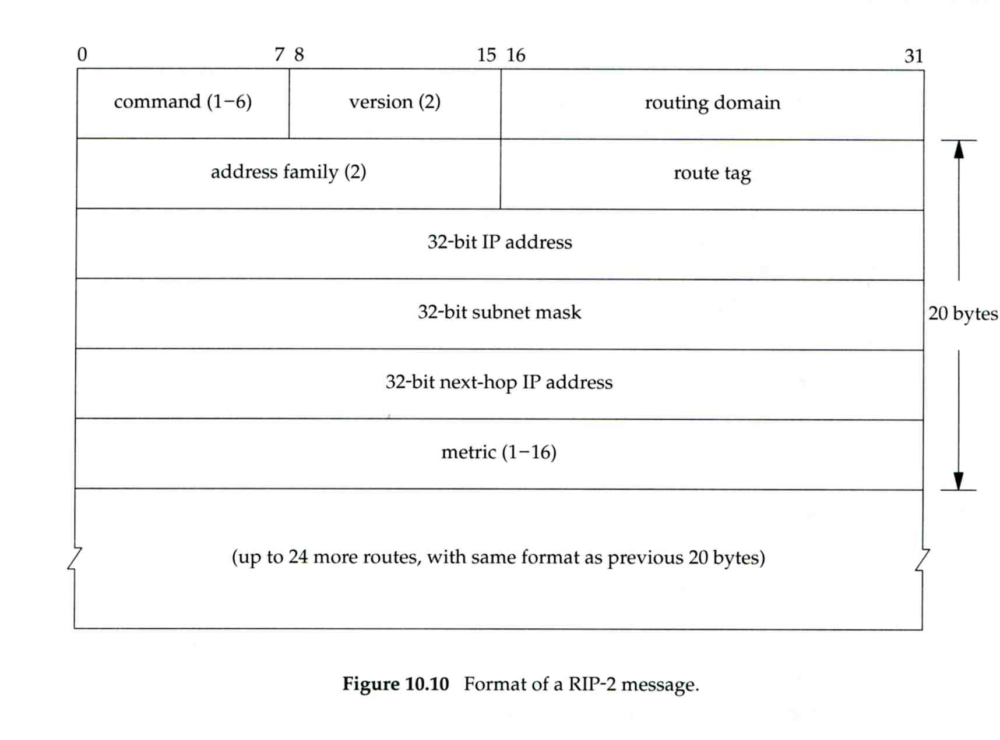 0 7 8 15 16 31
command (1−6) version (2) routing domain
address family (2) route tag
32-bit IP address
32-bit subnet mask
20 bytes
32-bit next-hop IP address
metric (1−16)
(up to 24 more routes, with same format as previous 20 bytes)
Figure 10.10 Format of a RIP-2 message.